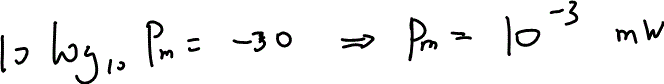 10 log₁₀ Pₘ = -30 ⇒ Pₘ = 10⁻³ mW